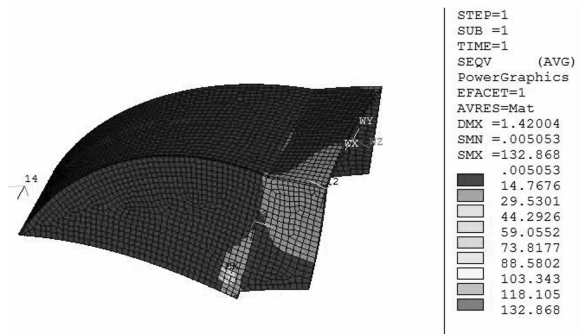 STEP=1
SUB =1
TIME=1
SEQV (AVG)
PowerGraphics
EFACET=1
AVRES=Mat
DMX =1.42004
SMN =.005053
SMX =132.868
.005053
14.7676
29.5301
44.2926
59.0552
73.8177
88.5802
103.343
118.105
132.868
WY
WX
14